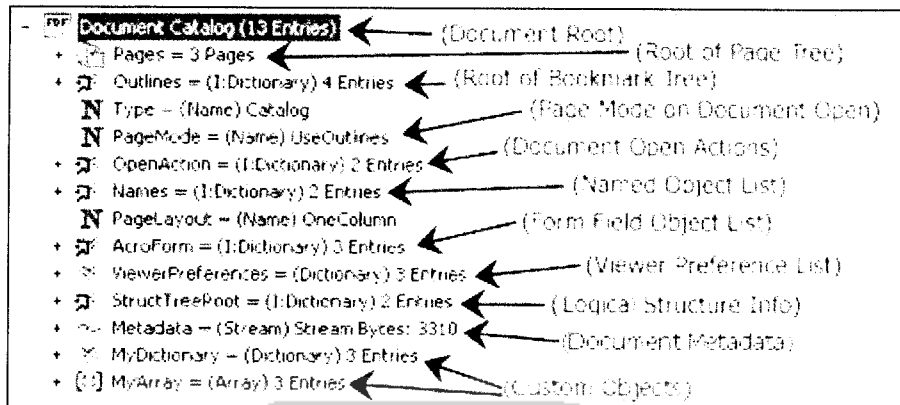 PDF Document Catalog (13 Entries) (Document Root)
+ Pages = 3 Pages (Root of Page Tree)
+ Outlines = (I:Dictionary) 4 Entries (Root of Bookmark Tree)
N Type = (Name) Catalog
N PageMode = (Name) UseOutlines (Page Mode on Document Open)
+ OpenAction = (I:Dictionary) 2 Entries (Document Open Actions)
+ Names = (I:Dictionary) 2 Entries (Named Object List)
N PageLayout = (Name) OneColumn
+ AcroForm = (I:Dictionary) 3 Entries (Form Field Object List)
+ ViewerPreferences = (Dictionary) 3 Entries (Viewer Preference List)
+ StructTreeRoot = (I:Dictionary) 2 Entries (Logical Structure Info)
+ Metadata = (Stream) Stream Bytes: 3310 (Document Metadata)
+ MyDictionary = (Dictionary) 3 Entries
+ MyArray = (Array) 3 Entries (Custom Objects)